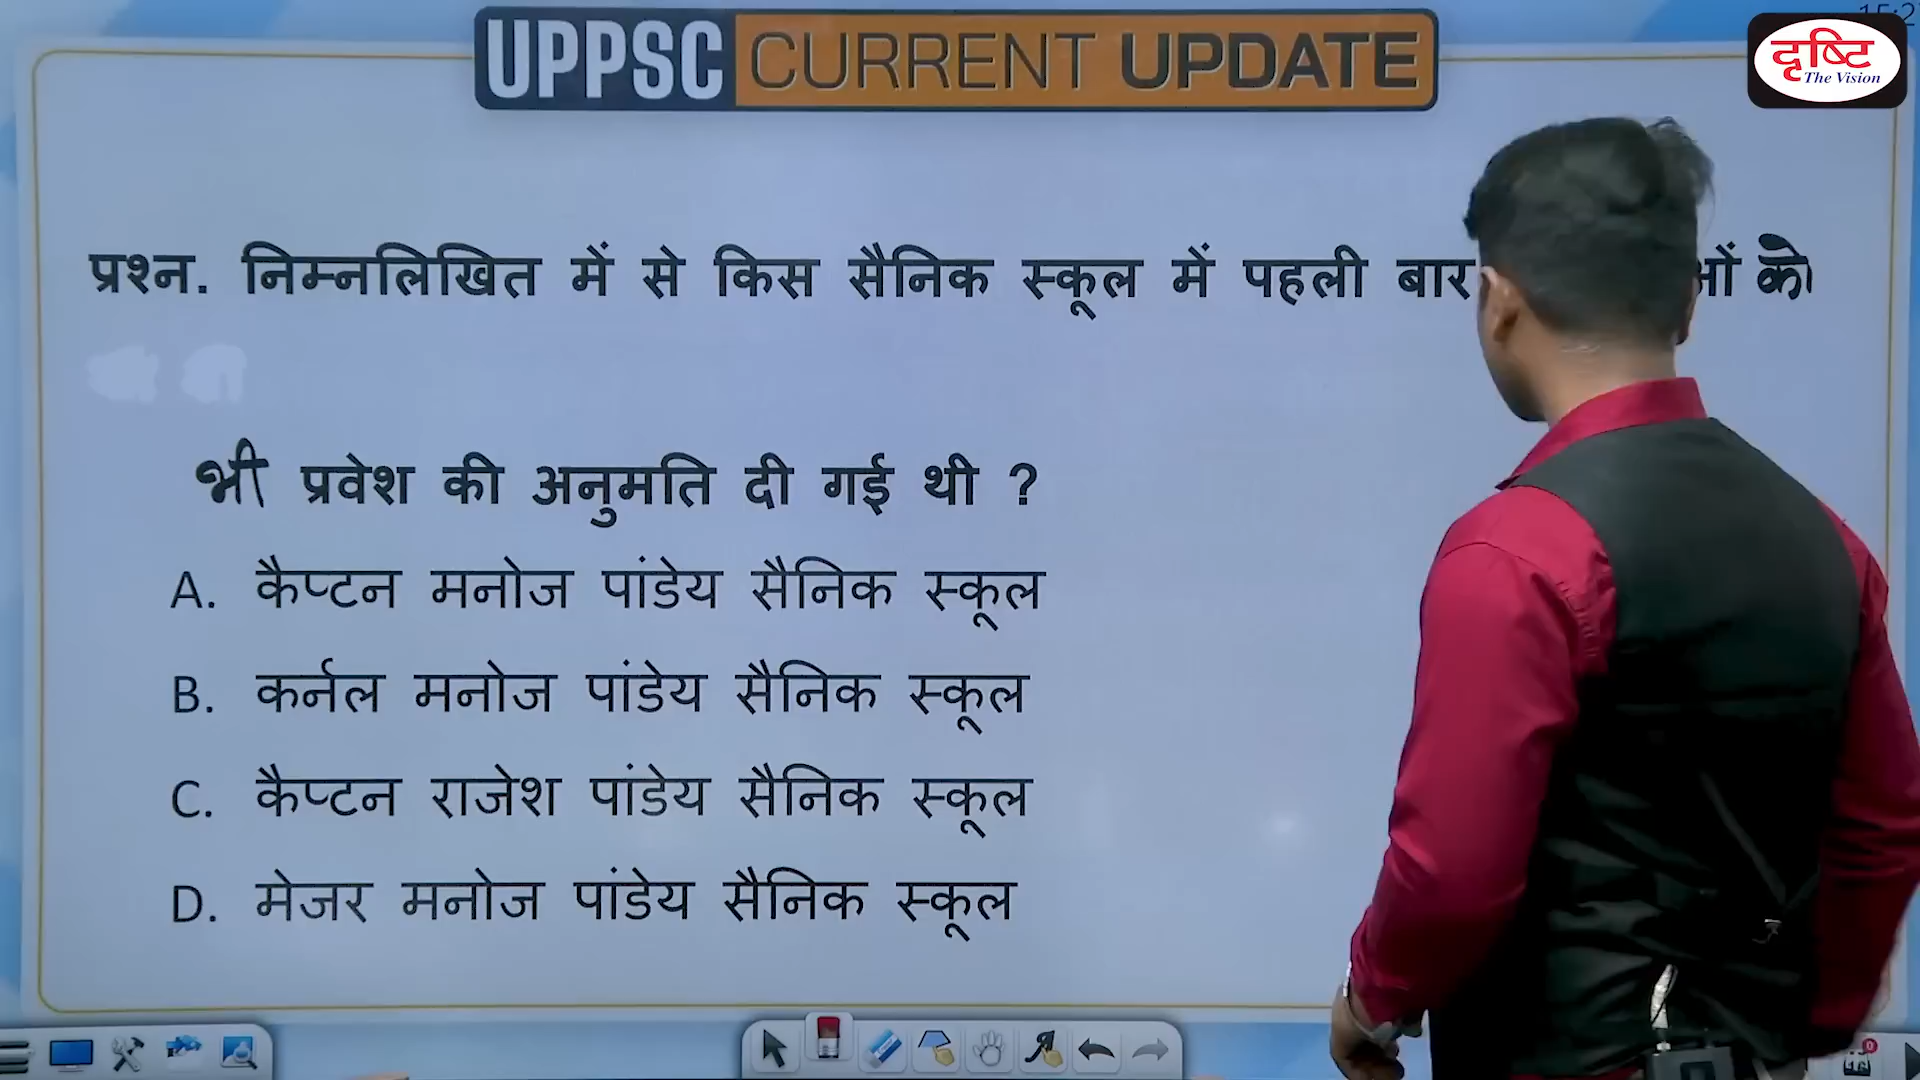 UPPSC CURRENT UPDATE
दृष्टि
The Vision
प्रश्न. निम्नलिखित में से किस सैनिक स्कूल में पहली बार को
भी प्रवेश की अनुमति दी गई थी ?
A. कैप्टन मनोज पांडेय सैनिक स्कूल
B. कर्नल मनोज पांडेय सैनिक स्कूल
C. कैप्टन राजेश पांडेय सैनिक स्कूल
D. मेजर मनोज पांडेय सैनिक स्कूल